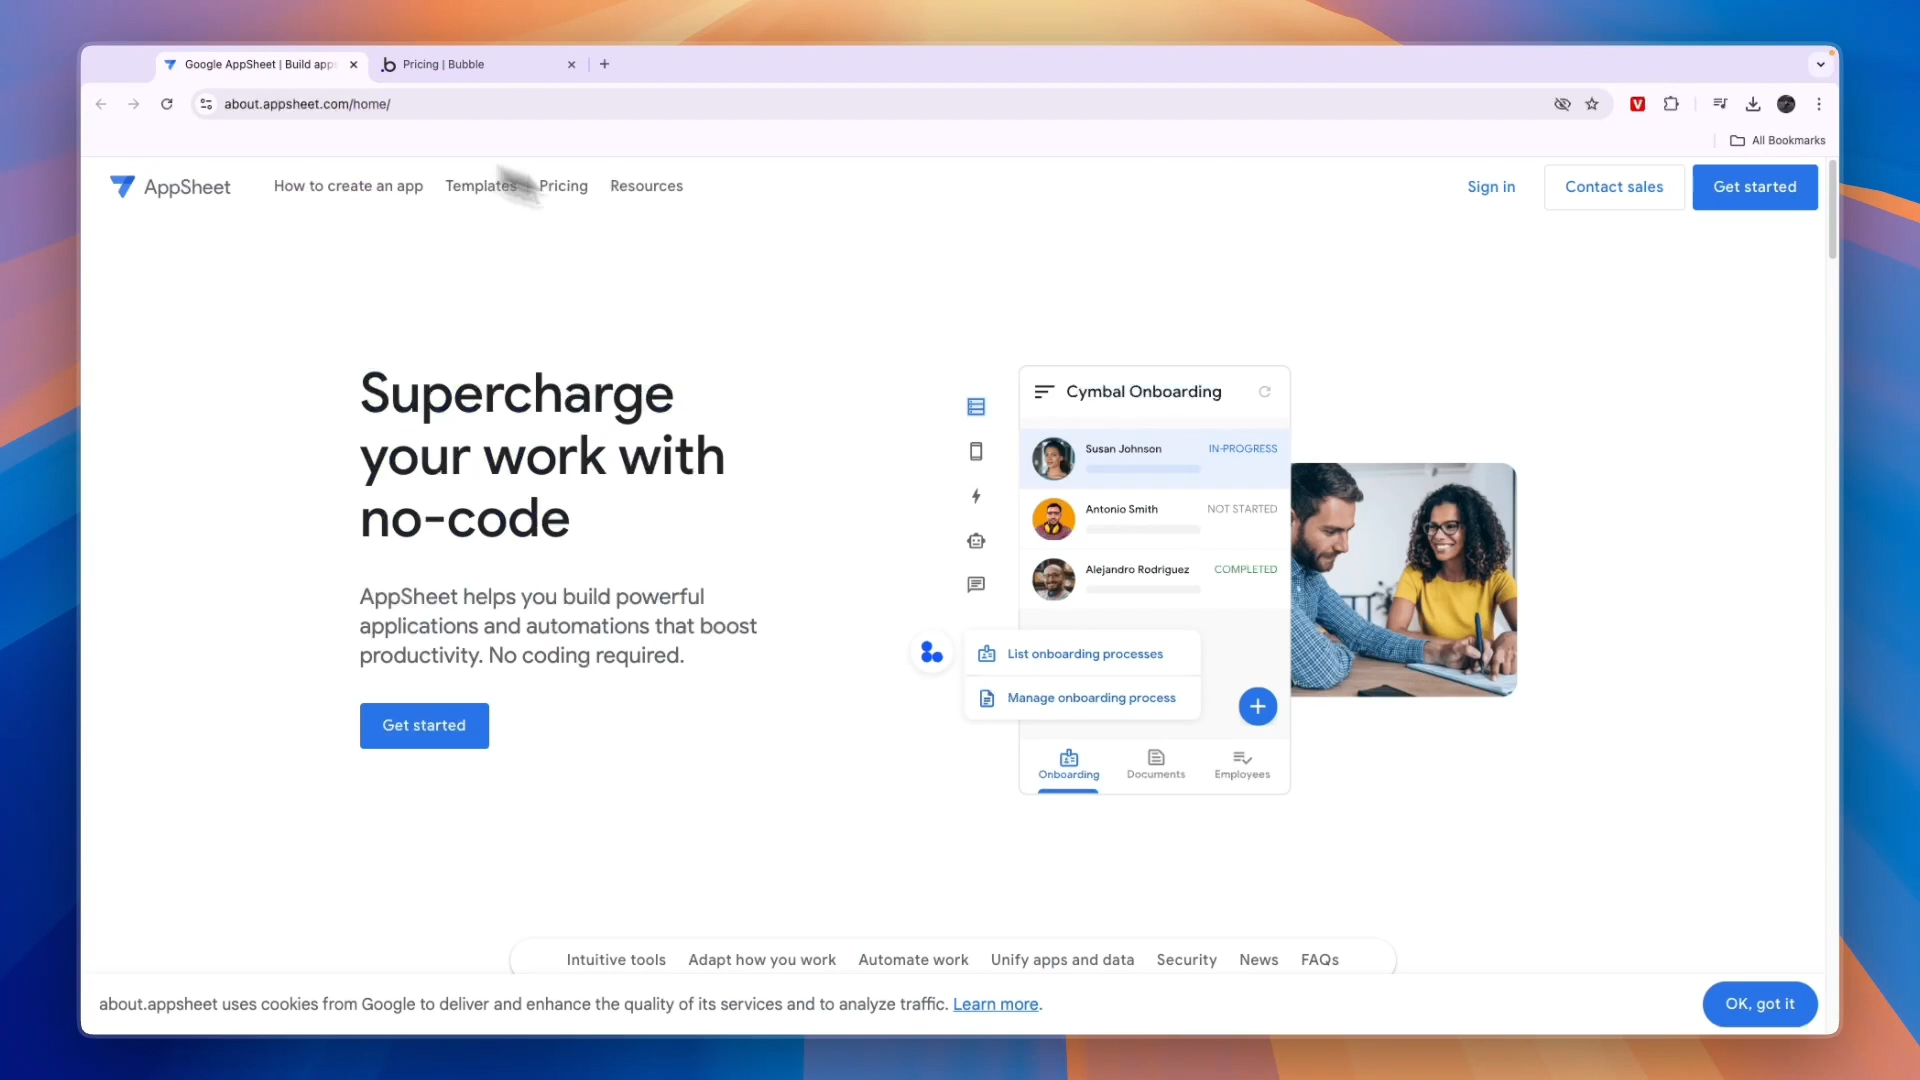 Google AppSheet | Build apps
Pricing | Bubble
about.appsheet.com/home/
All Bookmarks
AppSheet
How to create an app
Templates
Pricing
Resources
Sign in
Contact sales
Get started
Supercharge
your work with
no-code
AppSheet helps you build powerful
applications and automations that boost
productivity. No coding required.
Get started
Cymbal Onboarding
Susan Johnson
IN-PROGRESS
Antonio Smith
NOT STARTED
Alejandro Rodriguez
COMPLETED
List onboarding processes
Manage onboarding process
Onboarding
Documents
Employees
Intuitive tools
Adapt how you work
Automate work
Unify apps and data
Security
News
FAQs
about.appsheet uses cookies from Google to deliver and enhance the quality of its services and to analyze traffic. Learn more.
OK, got it